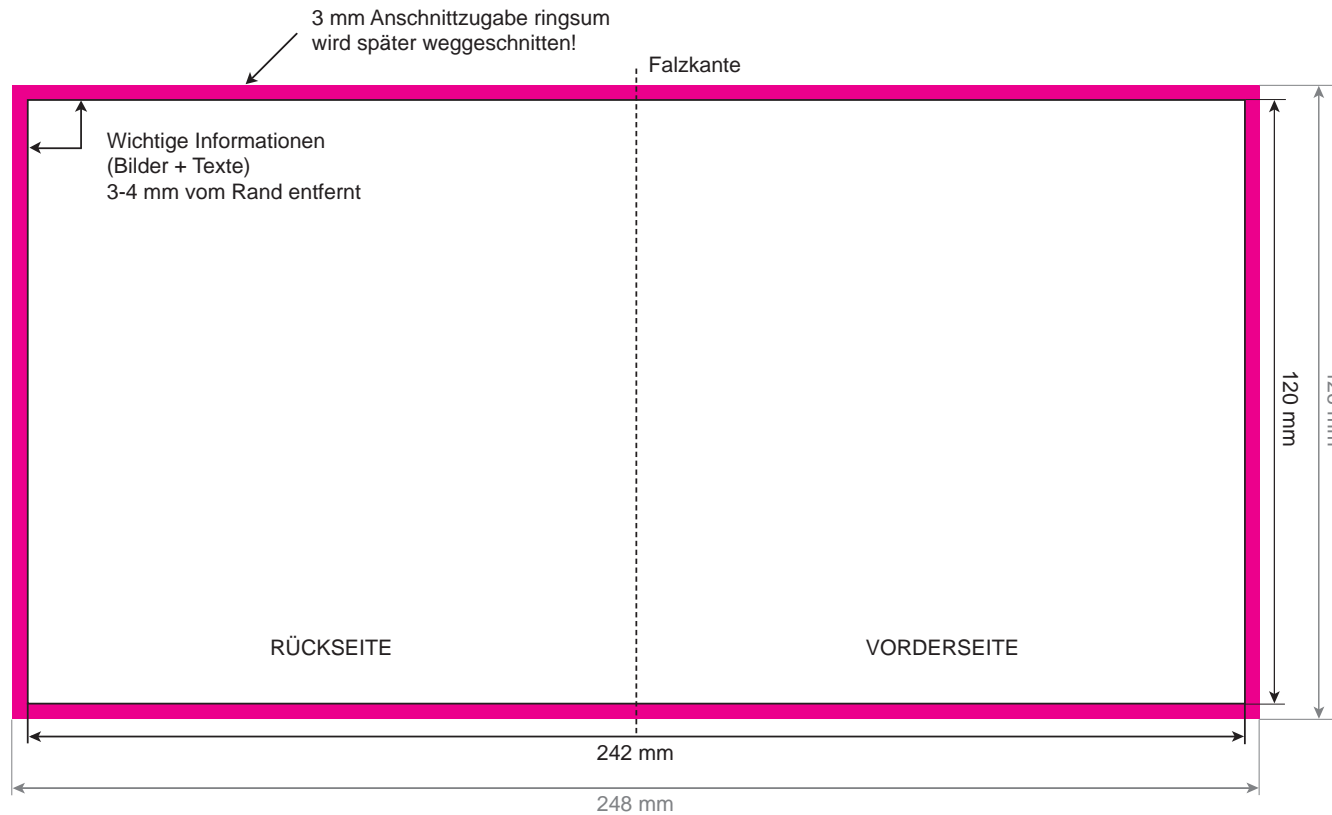 3 mm Anschnittzugabe ringsum
wird später weggeschnitten!
Falzkante
Wichtige Informationen
(Bilder + Texte)
3-4 mm vom Rand entfernt
120 mm
RÜCKSEITE
VORDERSEITE
242 mm
248 mm